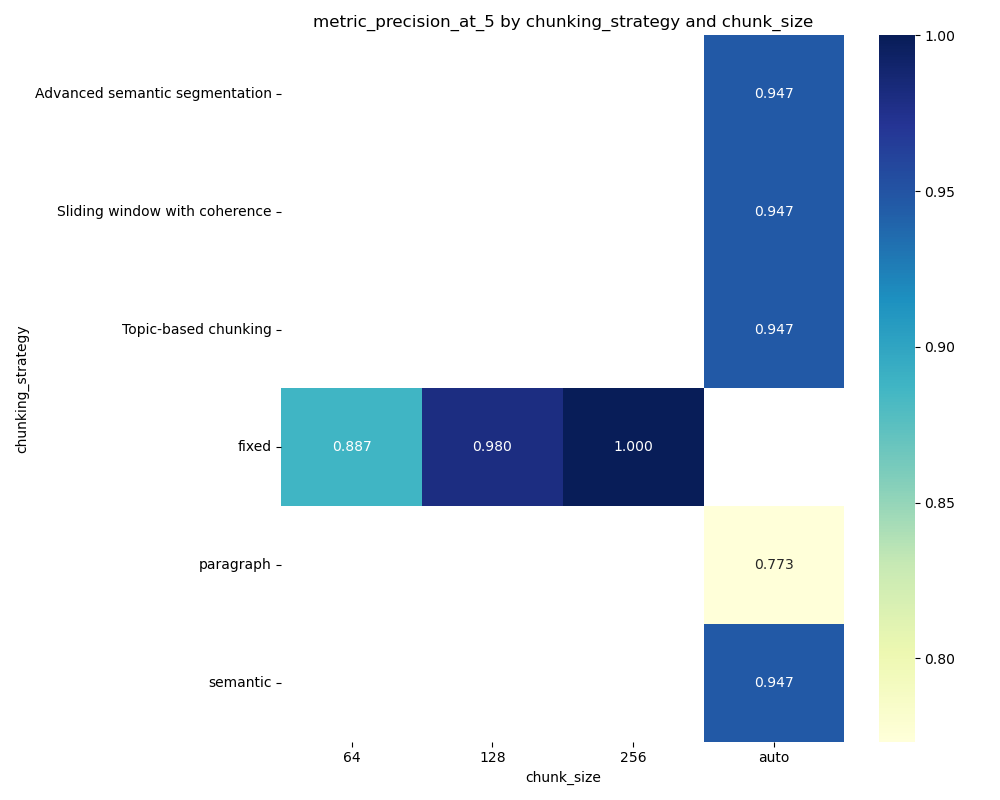 metric_precision_at_5 by chunking_strategy and chunk_size
Advanced semantic segmentation
0.947
Sliding window with coherence
0.947
Topic-based chunking
0.947
fixed
0.887 0.980 1.000
paragraph
0.773
semantic
0.947
64 128 256 auto
chunk_size
chunking_strategy
1.00
0.95
0.90
0.85
0.80